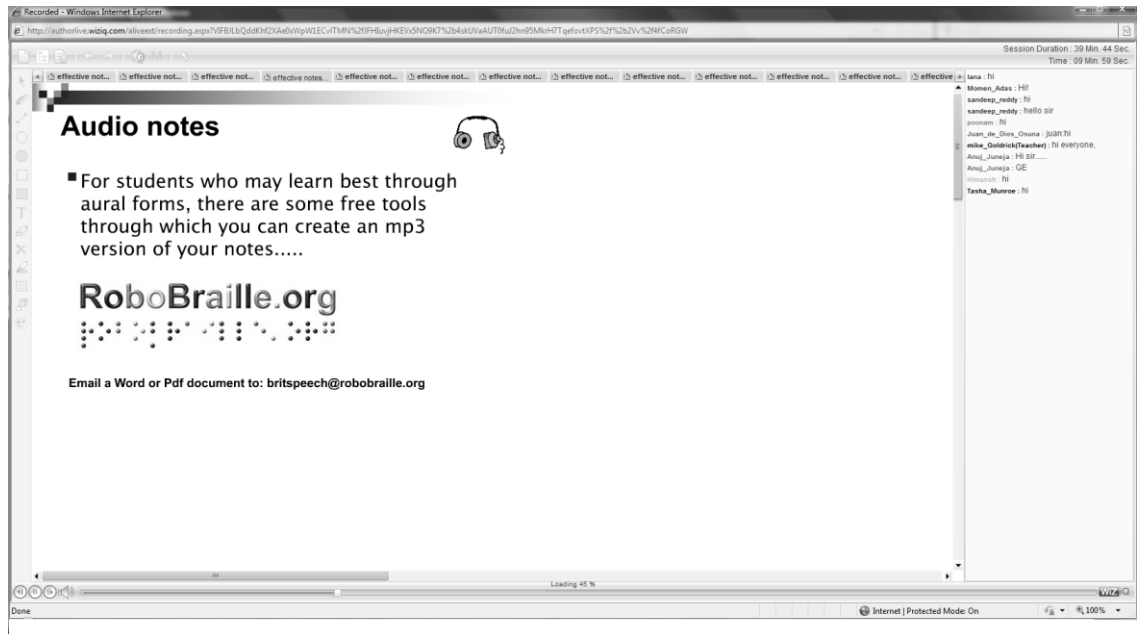 Recorded - Windows Internet Explorer
Session Duration : 39 Min. 44 Sec.
Time : 09 Min. 59 Sec.
effective not... effective not... effective not... effective notes... effective not... effective not... effective not... effective not... effective not... effective not... effective not... effective not... effective
Audio notes
For students who may learn best through
aural forms, there are some free tools
through which you can create an mp3
version of your notes.....
RoboBraille.org
Email a Word or Pdf document to: britspeech@robobraille.org
lana : hi
Momen_Adas : Hi!
sandeep_reddy : hi
sandeep_reddy : hello sir
poonam : hi
Juan_de_Dios_Osuna : juan:hi
mike_Goldrick(Teacher) : hi everyone,
Anuj_Juneja : Hi sir......
Anuj_Juneja : GE
Himansh : hi
Tasha_Munroe : hi
Loading 45 %
WiZiQ
Done
Internet | Protected Mode: On
100%